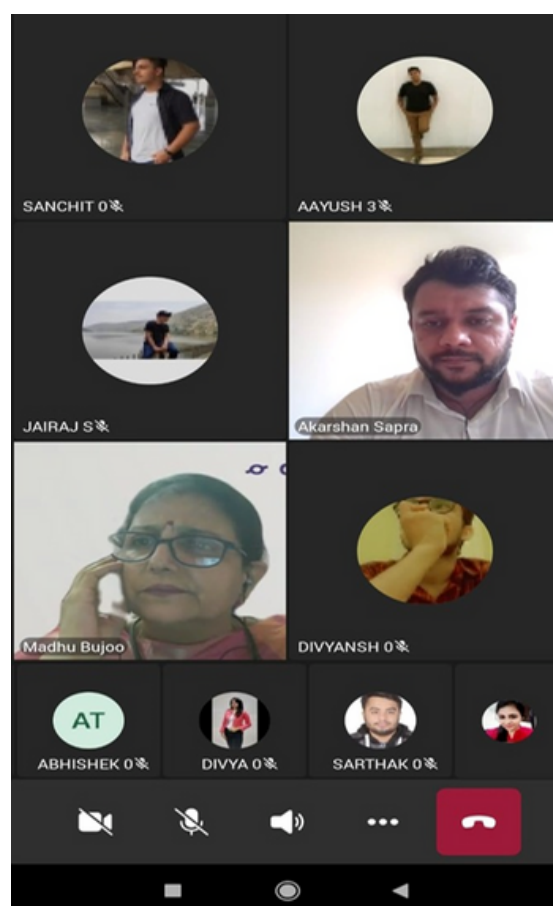 SANCHIT 0
AAYUSH 3
JAIRAJ S
Akarshan Sapra
Madhu Bujoo
DIVYANSH 0
AT
ABHISHEK 0
DIVYA 0
SARTHAK 0